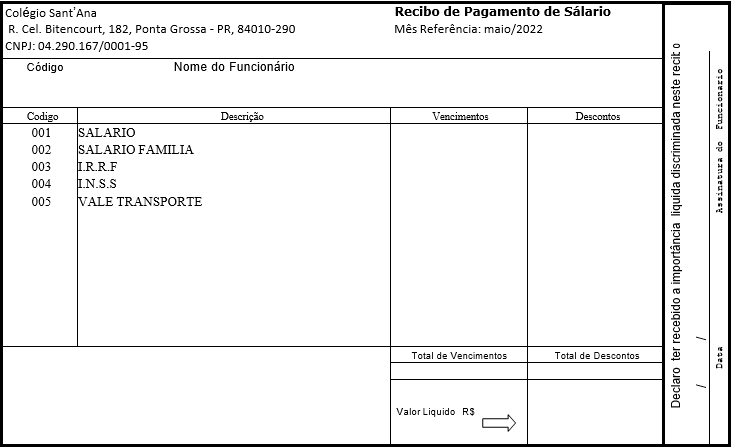 Colégio Sant'Ana
R. Cel. Bitencourt, 182, Ponta Grossa - PR, 84010-290
CNPJ: 04.290.167/0001-95
Recibo de Pagamento de Sálario
Mês Referência: maio/2022
Código Nome do Funcionário
Codigo Descrição Vencimentos Descontos
001 SALARIO
002 SALARIO FAMILIA
003 I.R.R.F
004 I.N.S.S
005 VALE TRANSPORTE
Total de Vencimentos Total de Descontos
Valor Liquido R$
Declaro ter recebido a importância liquida discriminada neste recit o
/ /
Data
Assinatura do Funcionario